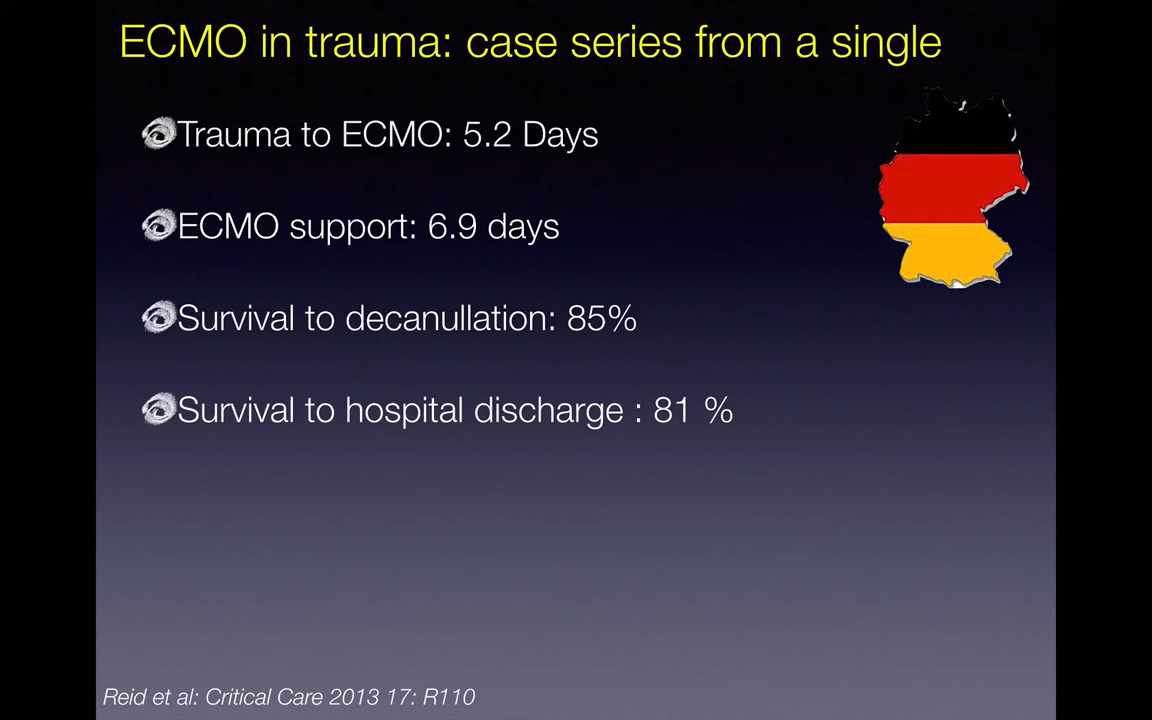 ECMO in trauma: case series from a single
Trauma to ECMO: 5.2 Days
ECMO support: 6.9 days
Survival to decanullation: 85%
Survival to hospital discharge : 81 %
Reid et al: Critical Care 2013 17: R110